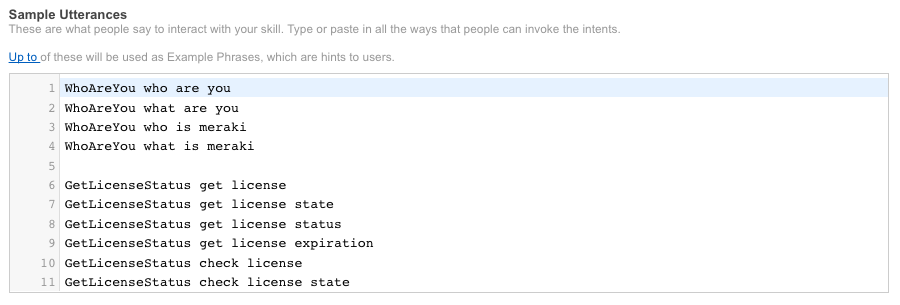 Sample Utterances
These are what people say to interact with your skill. Type or paste in all the ways that people can invoke the intents.
Up to of these will be used as Example Phrases, which are hints to users.
1 WhoAreYou who are you
2 WhoAreYou what are you
3 WhoAreYou who is meraki
4 WhoAreYou what is meraki
5
6 GetLicenseStatus get license
7 GetLicenseStatus get license state
8 GetLicenseStatus get license status
9 GetLicenseStatus get license expiration
10 GetLicenseStatus check license
11 GetLicenseStatus check license state